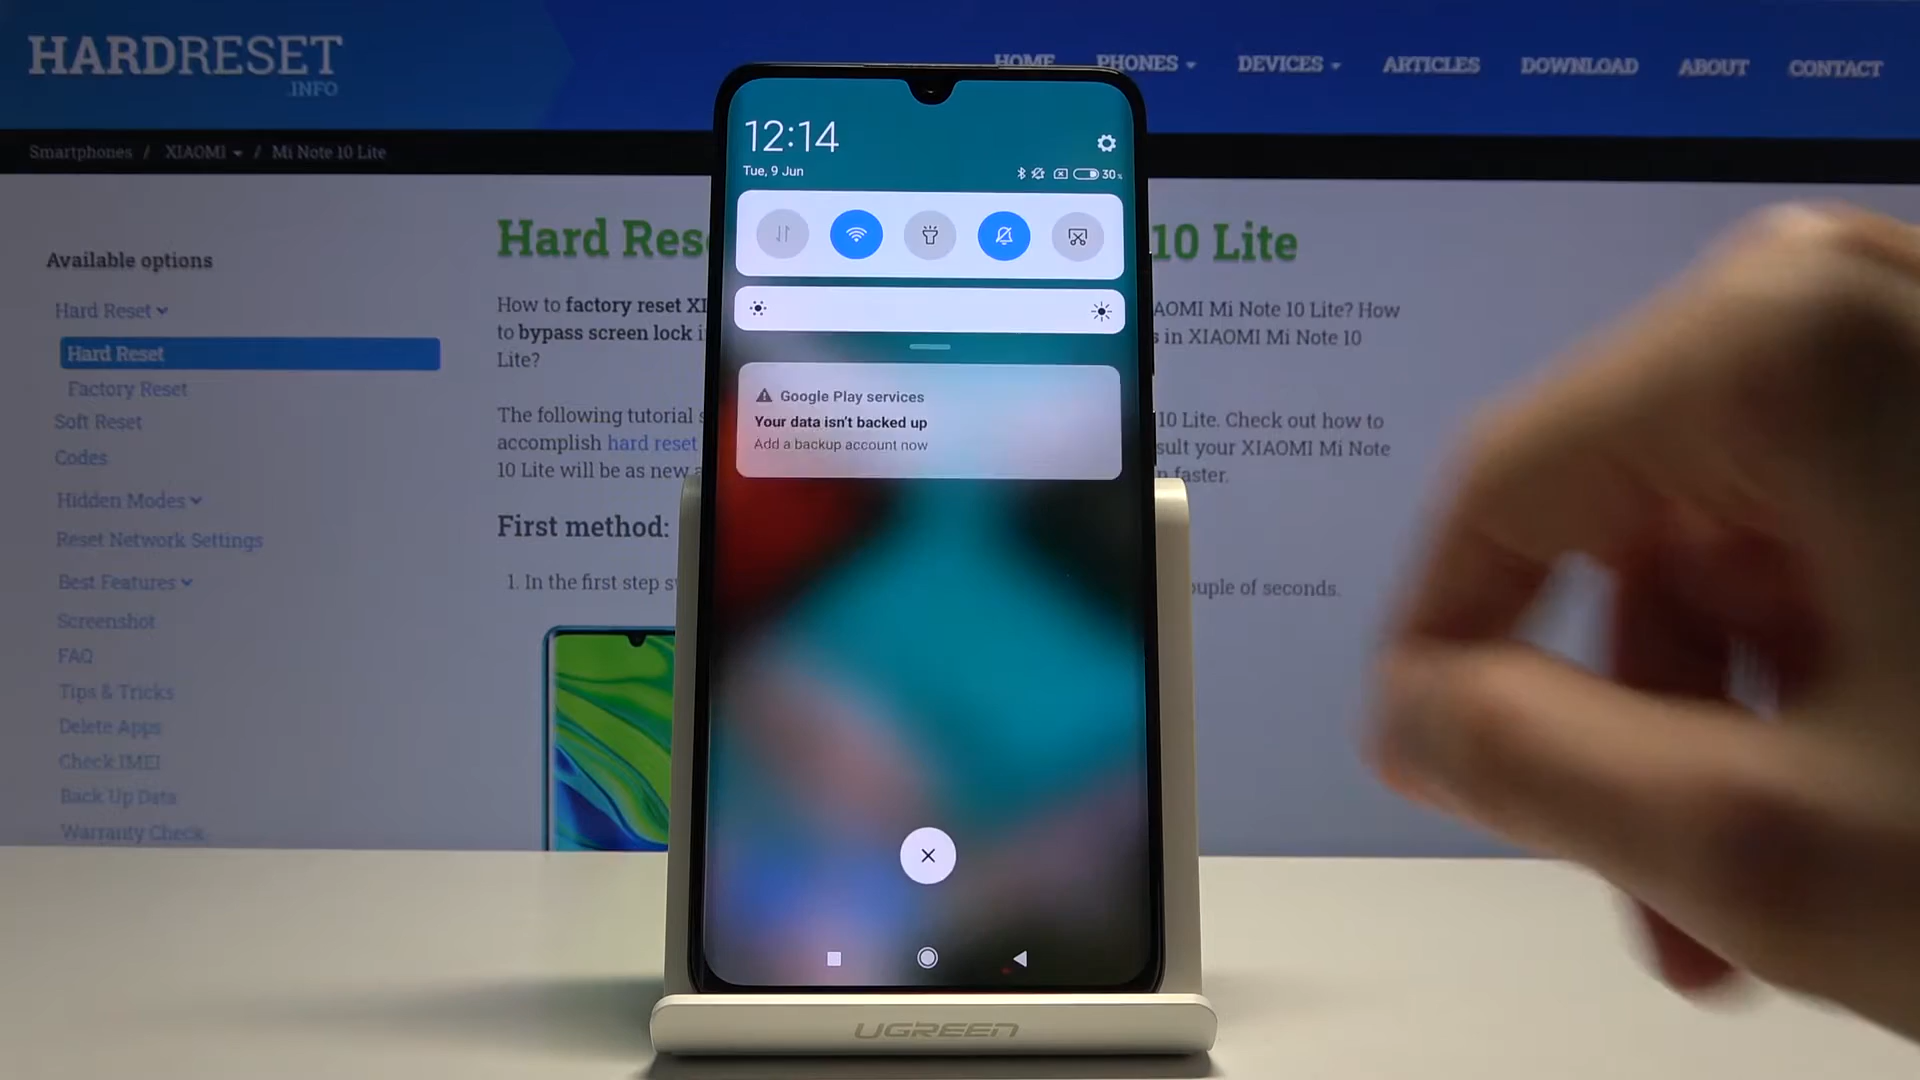 HARDRESET
.INFO
HOME PHONES DEVICES ARTICLES DOWNLOAD ABOUT CONTACT
Smartphones / XIAOMI / Mi Note 10 Lite
Available options
Hard Reset
Hard Reset
Factory Reset
Soft Reset
Codes
Hidden Modes
Reset Network Settings
Best Features
Screenshot
FAQ
Tips & Tricks
Delete Apps
Check IMEI
Back Up Data
Warranty Check
Hard Res 10 Lite
How to factory reset XI AOMI Mi Note 10 Lite? How
to bypass screen lock i s in XIAOMI Mi Note 10
Lite?
The following tutorial s 10 Lite. Check out how to
accomplish hard reset sult your XIAOMI Mi Note
10 Lite will be as new a n faster.
First method:
1. In the first step s ouple of seconds.
12:14
Tue, 9 Jun
30%
Google Play services
Your data isn't backed up
Add a backup account now
UGREEN